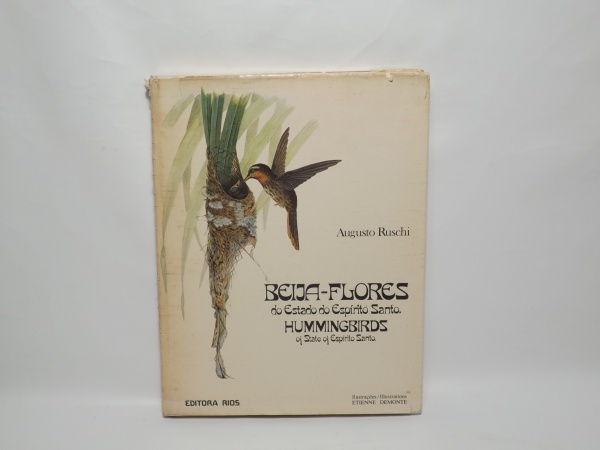 Augusto Ruschi
BEIJA-FLORES
do Estado do Espírito Santo.
HUMMINGBIRDS
of State of Espírito Santo.
EDITORA RIOS
Ilustrações/Illustrations
ETIENNE DEMONTE